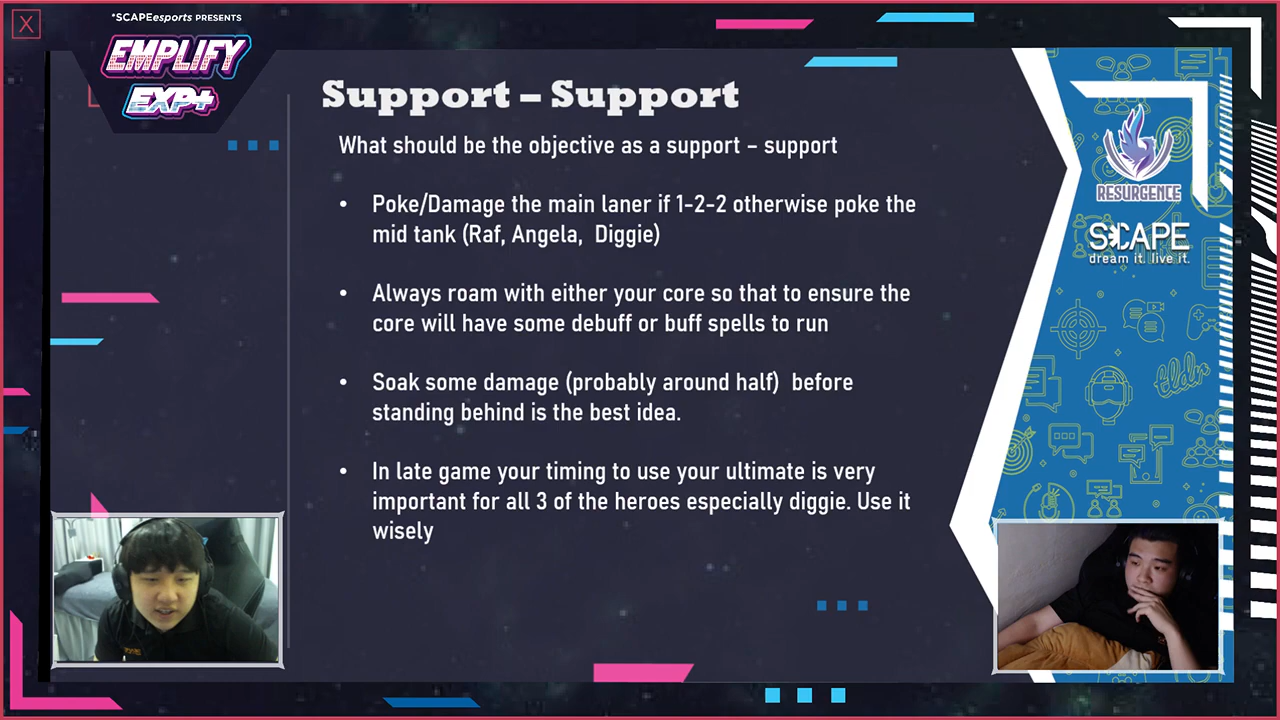 X
*SCAPEesports PRESENTS
EMPLIFY
EXP+
Support – Support
What should be the objective as a support – support
• Poke/Damage the main laner if 1-2-2 otherwise poke the
mid tank (Raf, Angela, Diggie)
• Always roam with either your core so that to ensure the
core will have some debuff or buff spells to run
• Soak some damage (probably around half) before
standing behind is the best idea.
• In late game your timing to use your ultimate is very
important for all 3 of the heroes especially diggie. Use it
wisely
RESURGENCE
S*CAPE
dream it. live it.